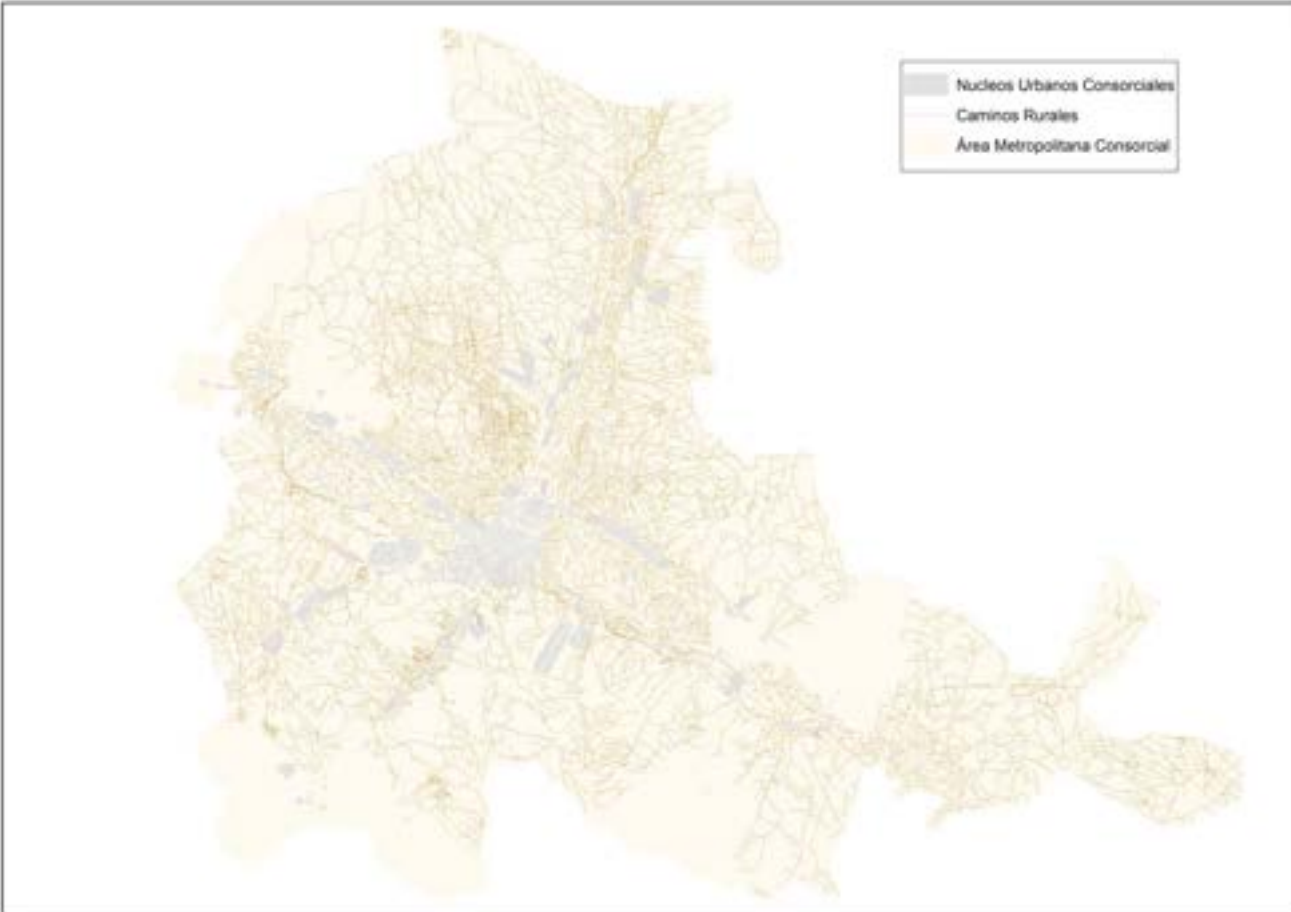 Nucleos Urbanos Consorciales
Caminos Rurales
Área Metropolitana Consorcial